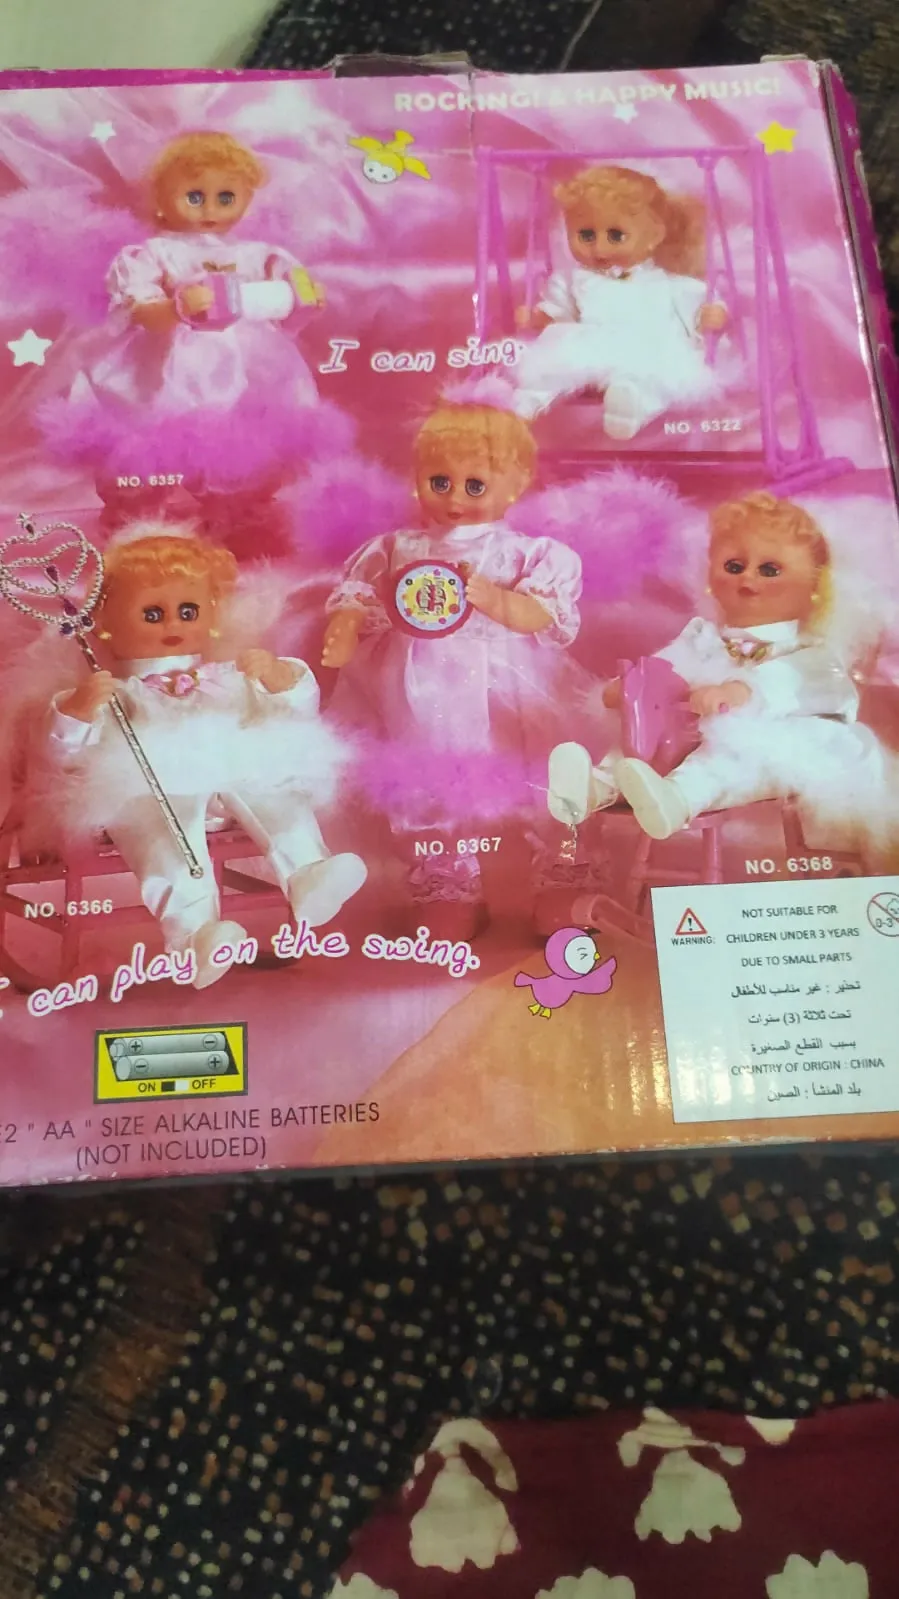 ROCKING! & HAPPY MUSIC!
I can sing.
NO. 6322
NO. 6357
NO. 6367
NO. 6368
NO. 6366
can play on the swing.
WARNING:
NOT SUITABLE FOR
CHILDREN UNDER 3 YEARS
DUE TO SMALL PARTS
0-3
تحذير : غير مناسب للأطفال
تحت ثلاثة (3) سنوات
بسبب القطع الصغيرة
COUNTRY OF ORIGIN : CHINA
بلد المنشأ : الصين
ON OFF
2 " AA " SIZE ALKALINE BATTERIES
(NOT INCLUDED)